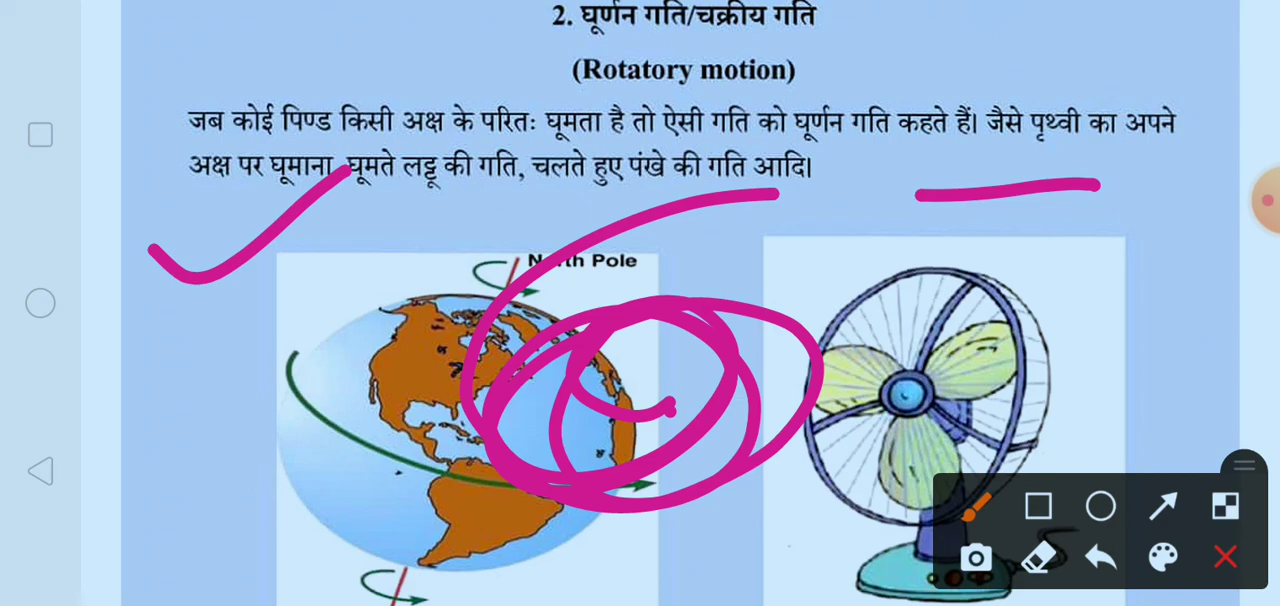 2. घूर्णन गति/चक्रीय गति
(Rotatory motion)
जब कोई पिण्ड किसी अक्ष के परितः घूमता है तो ऐसी गति को घूर्णन गति कहते हैं। जैसे पृथ्वी का अपने
अक्ष पर घूमाना, घूमते लट्टू की गति, चलते हुए पंखे की गति आदि।
North Pole